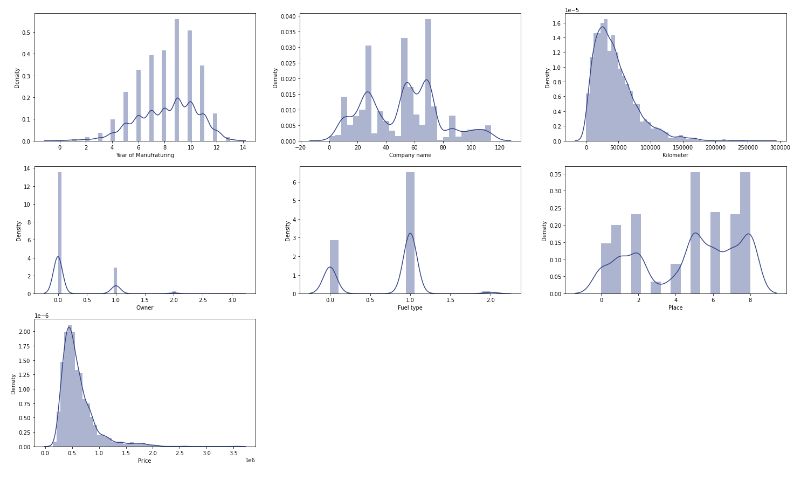 0.5
0.4
0.3
0.2
0.1
0.0
Density
0 2 4 6 8 10 12 14
Year of Manufraturing
0.040
0.035
0.030
0.025
0.020
0.015
0.010
0.005
0.000
Density
−20 0 20 40 60 80 100 120
Company name
1e−5
1.6
1.4
1.2
1.0
0.8
0.6
0.4
0.2
0.0
Density
0 50000 100000 150000 200000 250000 300000
Kilometer
14
12
10
8
6
4
2
0
Density
0.0 0.5 1.0 1.5 2.0 2.5 3.0
Owner
6
5
4
3
2
1
0
Density
0.0 0.5 1.0 1.5 2.0
Fuel type
0.35
0.30
0.25
0.20
0.15
0.10
0.05
0.00
Density
0 2 4 6 8
Place
1e−6
2.00
1.75
1.50
1.25
1.00
0.75
0.50
0.25
0.00
Density
0.0 0.5 1.0 1.5 2.0 2.5 3.0 3.5
Price
1e6